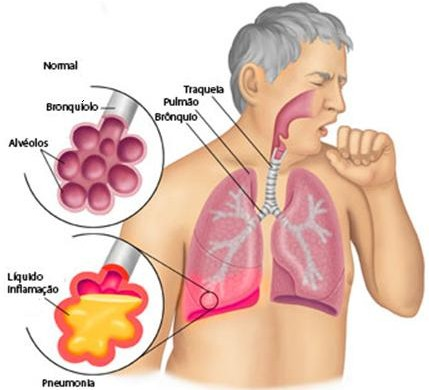 Normal
Bronquíolo
Alvéolos
Traqueia
Pulmão
Brônquio
Líquido
Inflamação
Pneumonia